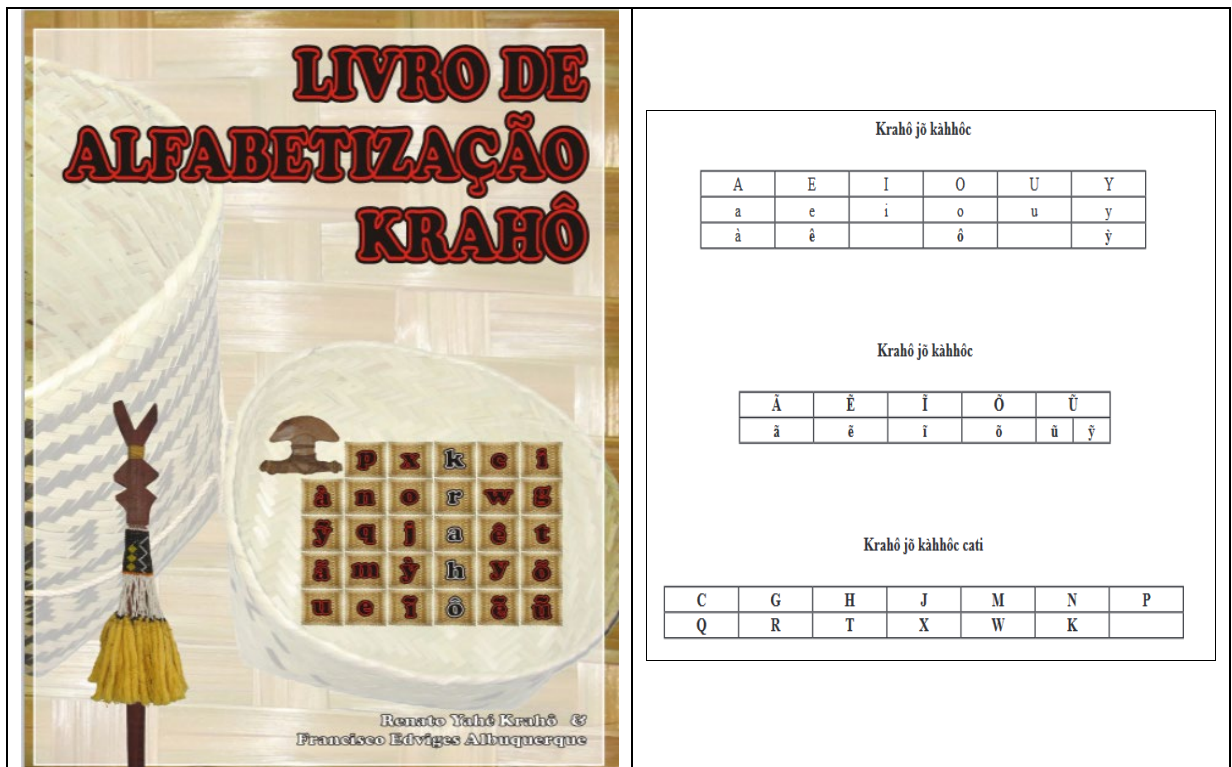 LIVRO DE
ALFABETIZAÇÃO
KRAHÔ
p x k c i
à n o r w g
ỹ q j a ê t
ã m ỳ h y õ
u e ĩ ô ẽ ũ
Renato Yahé Krahô &
Francisco Edviges Albuquerque
Krahô jõ kàhhôc
A E I O U Y
a e i o u y
à ê ô ỳ
Krahô jõ kàhhôc
Ã Ẽ Ĩ Õ Ũ
ã ẽ ĩ õ ũ ỹ
Krahô jõ kàhhôc cati
C G H J M N P
Q R T X W K